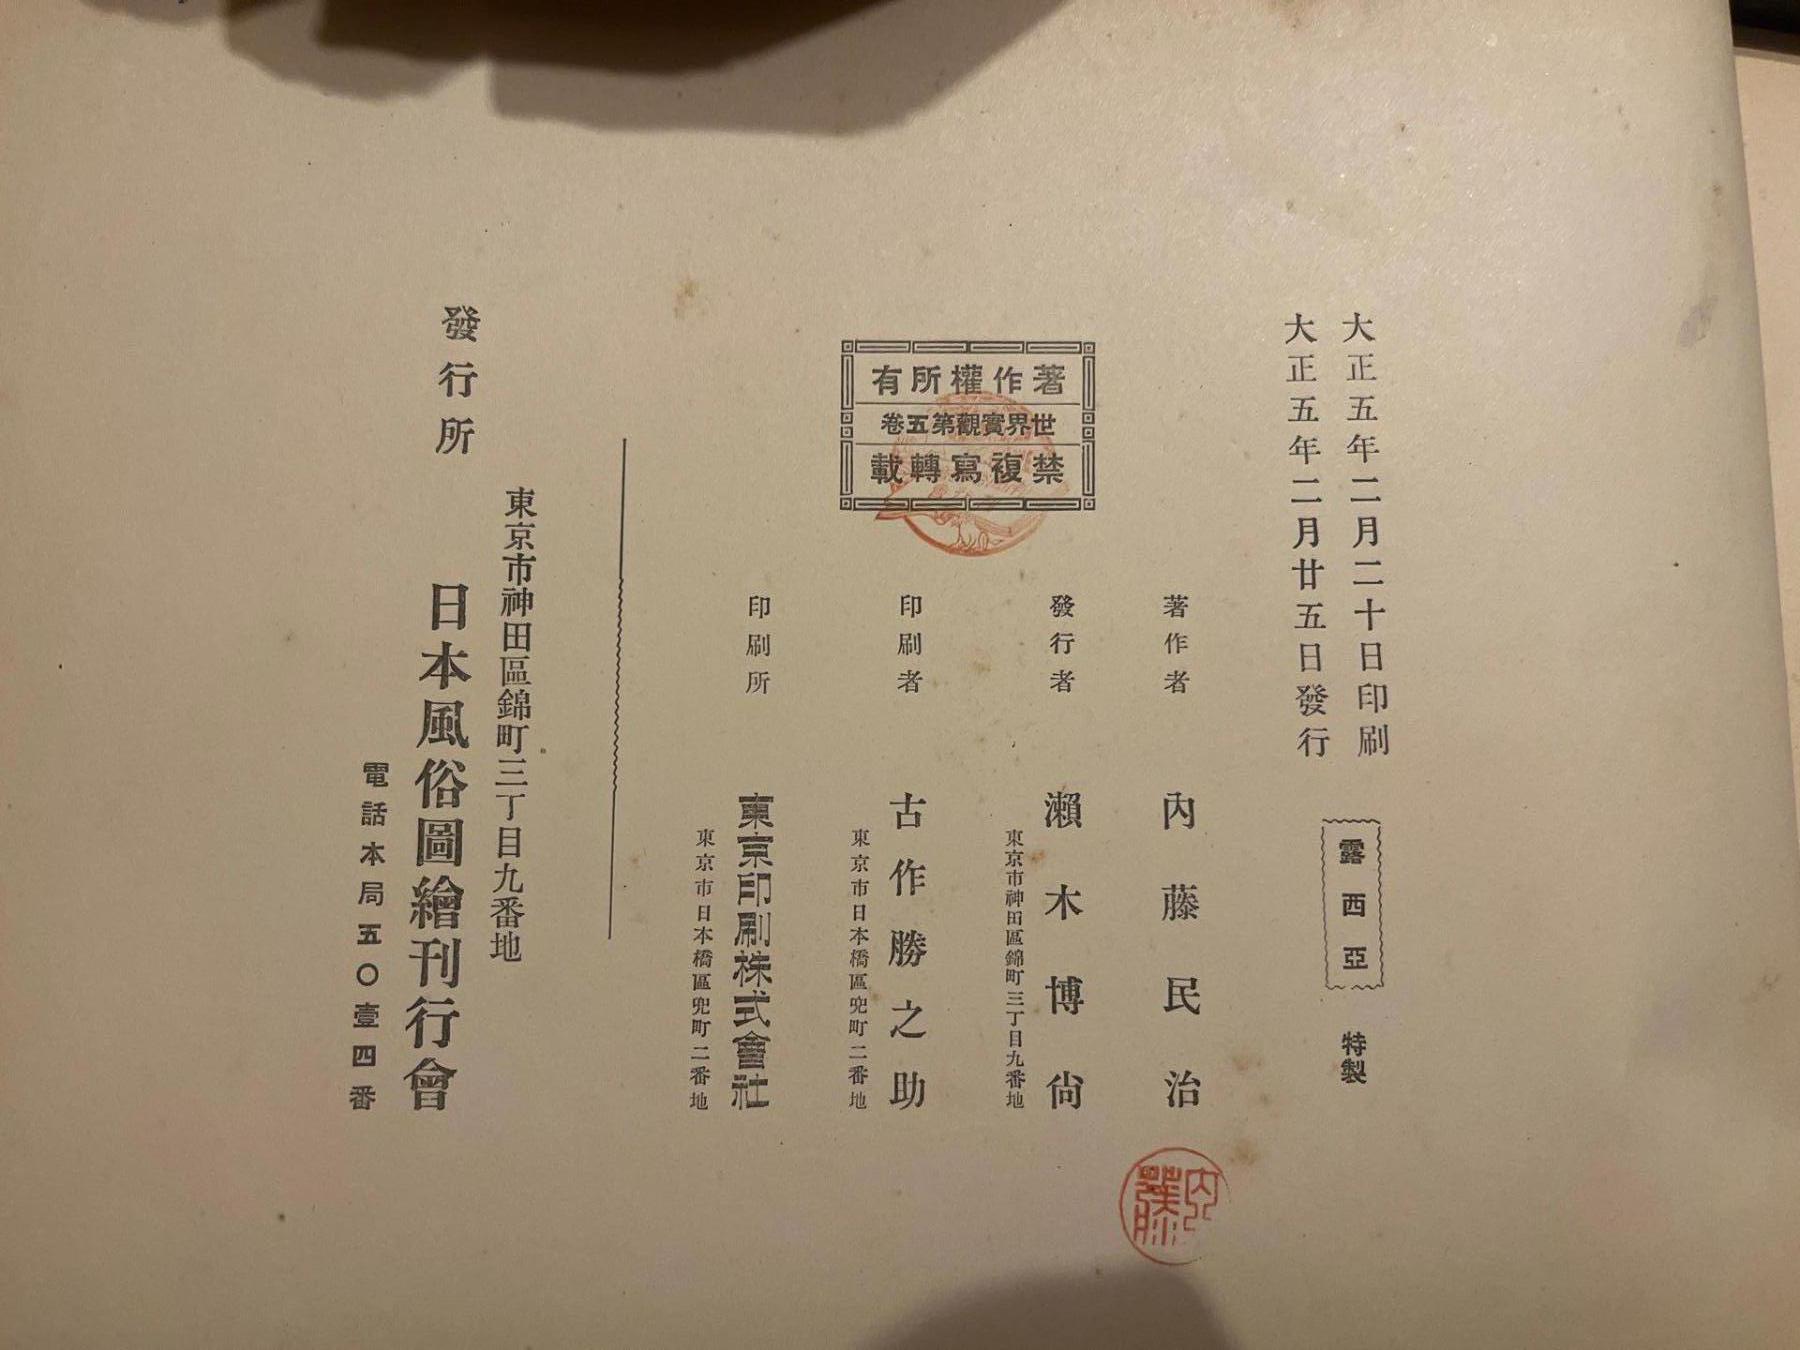 大正五年二月二十日印刷
大正五年二月廿五日發行
露西亞
特製
著作權所有
世界實觀第五卷
禁複寫轉載
著作者 內藤民治
內藤
發行者 瀨木博尙
東京市神田區錦町三丁目九番地
印刷者 古作勝之助
東京市日本橋區兜町二番地
印刷所 東京印刷株式會社
東京市日本橋區兜町二番地
東京市神田區錦町三丁目九番地
發行所 日本風俗圖繪刊行會
電話本局五〇壹四番